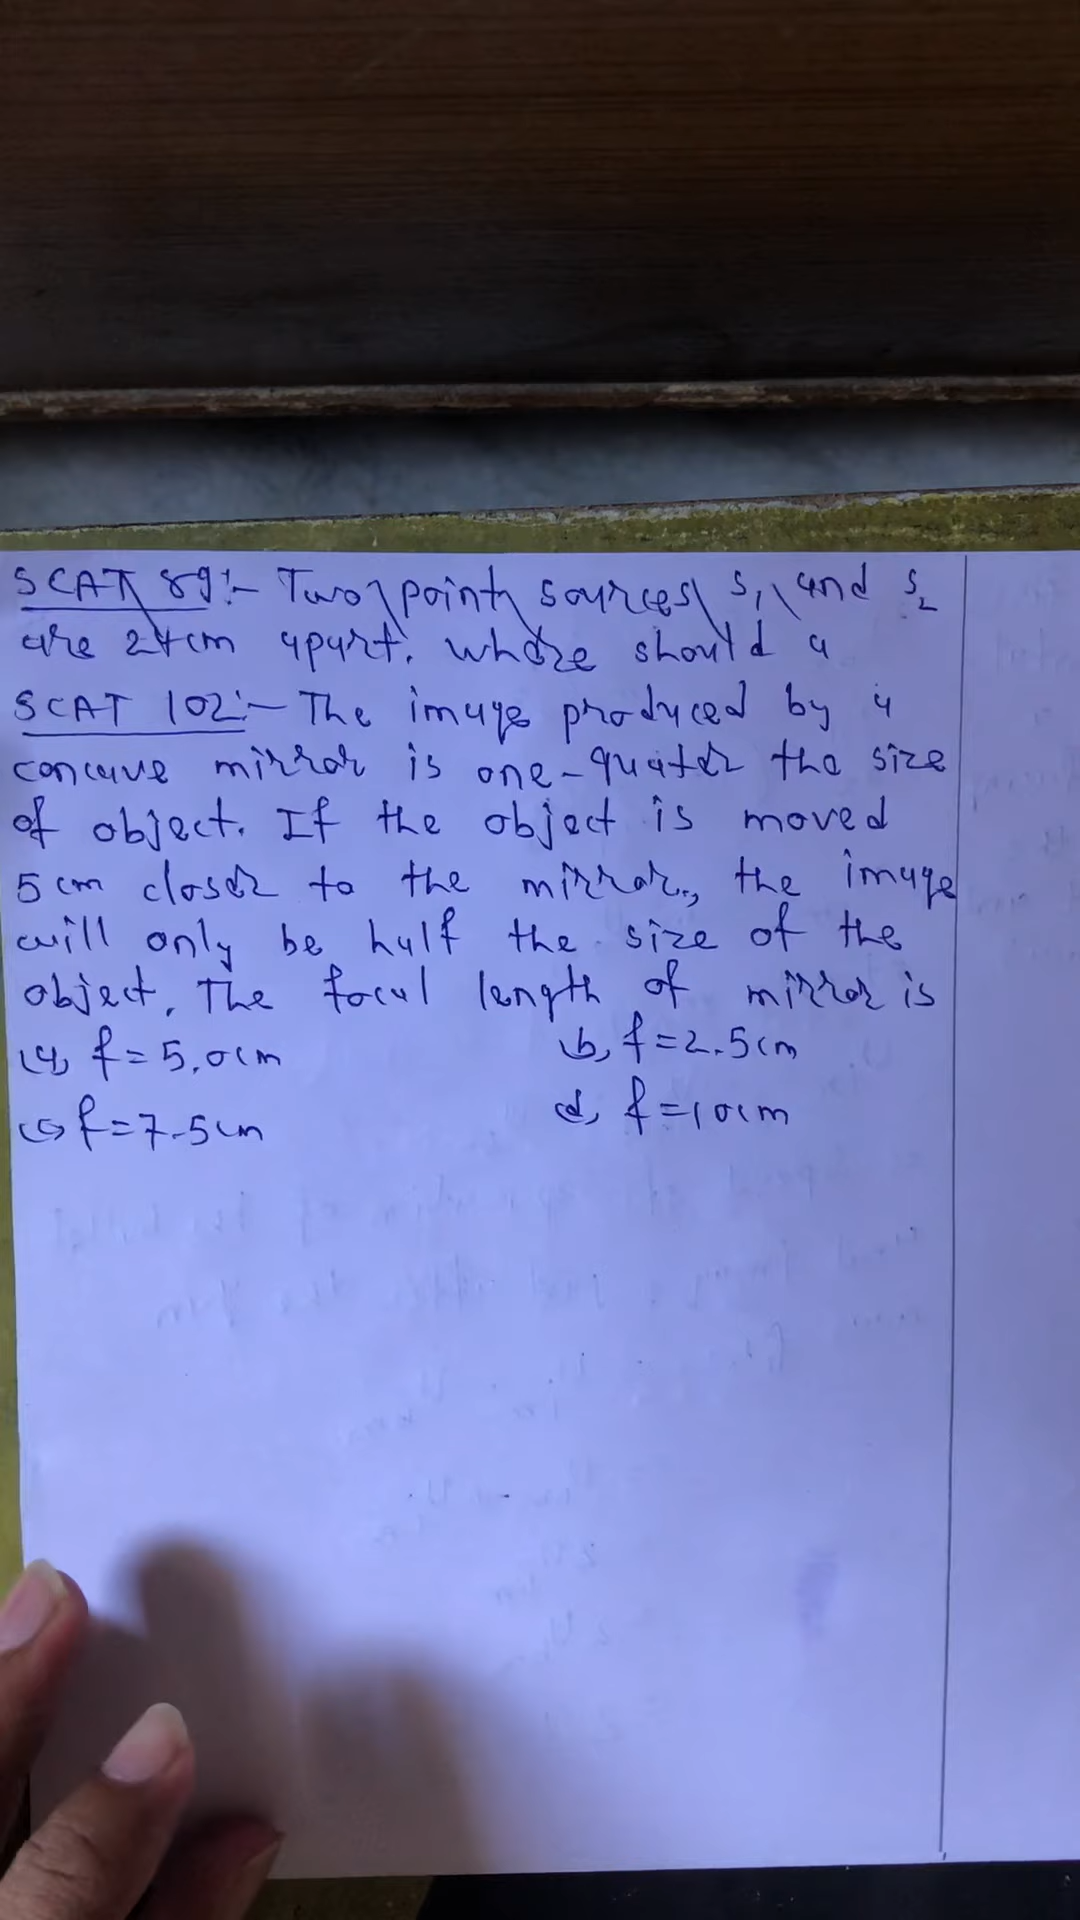 SCAT 89:- Two point sources S₁ and S₂
are 24cm apart. where should a
SCAT 102:- The image produced by a
concave mirror is one-quater the size
of object. If the object is moved
5cm closer to the mirror, the image
will only be half the size of the
object. The focal length of mirror is
(a) f=5.0cm b, f=2.5cm
(c) f=7.5cm d, f=10cm